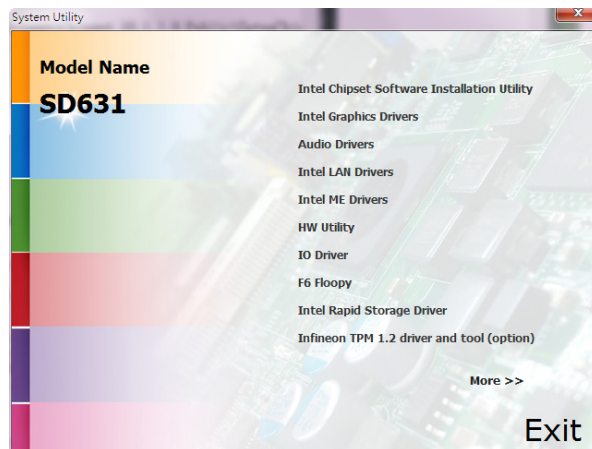 System Utility
Model Name
SD631
Intel Chipset Software Installation Utility
Intel Graphics Drivers
Audio Drivers
Intel LAN Drivers
Intel ME Drivers
HW Utility
IO Driver
F6 Floopy
Intel Rapid Storage Driver
Infineon TPM 1.2 driver and tool (option)
More >>
Exit